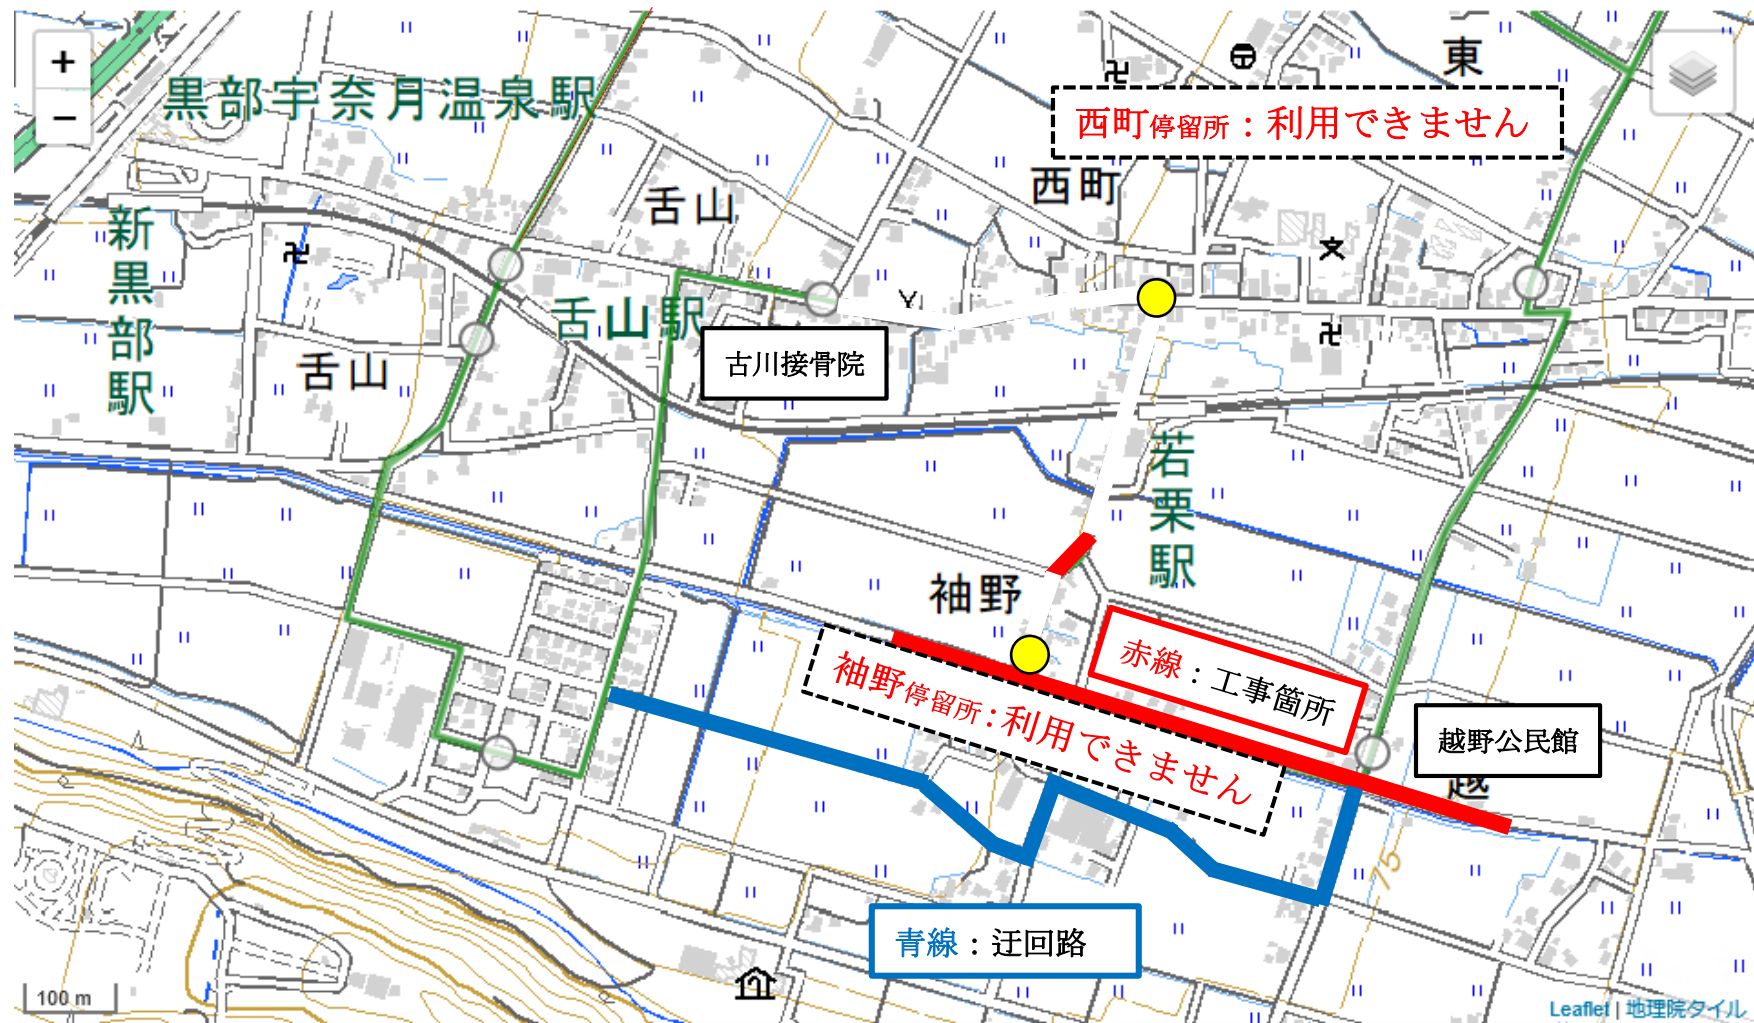 +
−
黒部宇奈月温泉駅
東
西町停留所：利用できません
西町
舌山
新黒部駅
舌山駅
古川接骨院
舌山
若栗駅
袖野
赤線：工事箇所
袖野停留所：利用できません
越野公民館
越
75
青線：迂回路
100 m
Leaflet | 地理院タイル